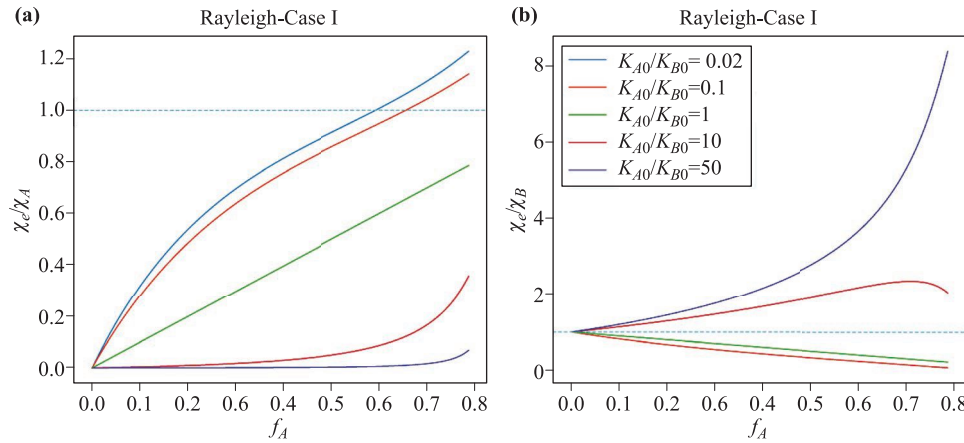 (a) Rayleigh-Case I
1.2
1.0
0.8
0.6
0.4
0.2
0.0
χe/χA
0.0 0.1 0.2 0.6 0.4 0.8 0.6 0.7 0.8
fA
(b) Rayleigh-Case I
8
6
4
2
0
χe/χB
KA0/KB0= 0.02
KA0/KB0=0.1
KA0/KB0=1
KA0/KB0=10
KA0/KB0=50
0.0 0.1 0.2 0.6 0.4 0.8 0.6 0.7 0.8
fA